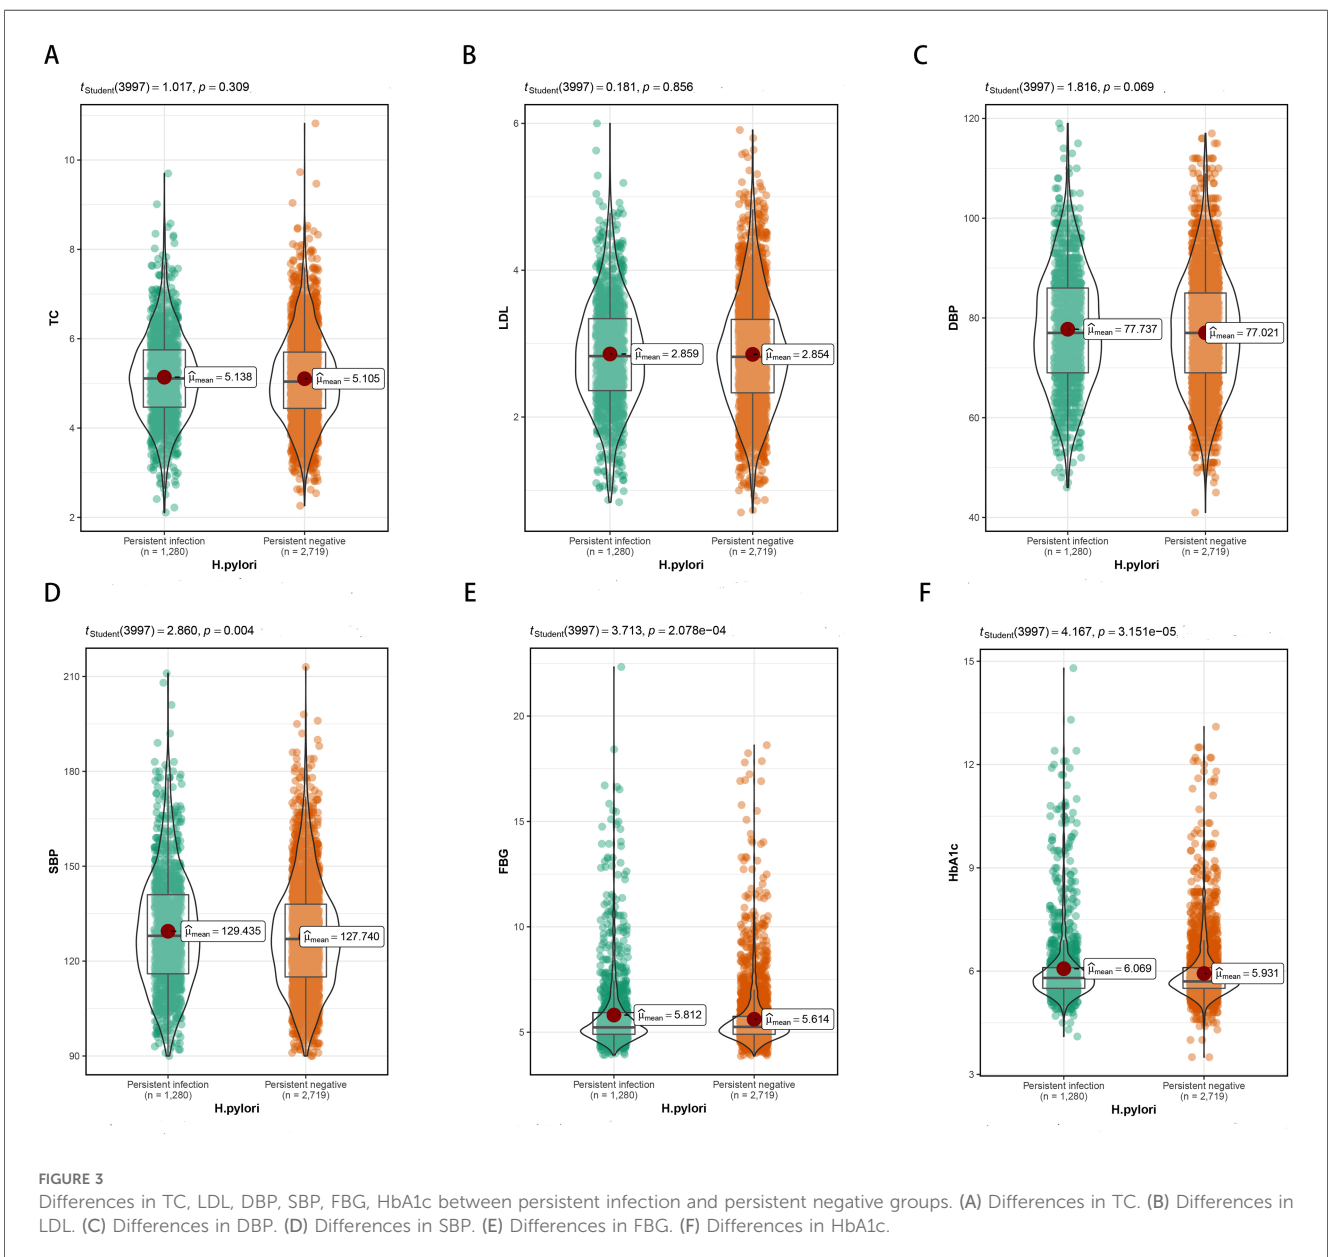 A
t Student(3997) = 1.017, p = 0.309
TC
10
8
6
4
2
μ̂ mean = 5.138
μ̂ mean = 5.105
Persistent infection
(n = 1,280)
Persistent negative
(n = 2,719)
H.pylori
B
t Student(3997) = 0.181, p = 0.856
LDL
6
4
2
μ̂ mean = 2.859
μ̂ mean = 2.854
Persistent infection
(n = 1,280)
Persistent negative
(n = 2,719)
H.pylori
C
t Student(3997) = 1.816, p = 0.069
DBP
120
100
80
60
40
μ̂ mean = 77.737
μ̂ mean = 77.021
Persistent infection
(n = 1,280)
Persistent negative
(n = 2,719)
H.pylori
D
t Student(3997) = 2.860, p = 0.004
SBP
210
180
150
120
90
μ̂ mean = 129.435
μ̂ mean = 127.740
Persistent infection
(n = 1,280)
Persistent negative
(n = 2,719)
H.pylori
E
t Student(3997) = 3.713, p = 2.078e−04
FBG
20
15
10
5
μ̂ mean = 5.812
μ̂ mean = 5.614
Persistent infection
(n = 1,280)
Persistent negative
(n = 2,719)
H.pylori
F
t Student(3997) = 4.167, p = 3.151e−05
HbA1c
15
12
9
6
3
μ̂ mean = 6.069
μ̂ mean = 5.931
Persistent infection
(n = 1,280)
Persistent negative
(n = 2,719)
H.pylori
FIGURE 3
Differences in TC, LDL, DBP, SBP, FBG, HbA1c between persistent infection and persistent negative groups. (A) Differences in TC. (B) Differences in
LDL. (C) Differences in DBP. (D) Differences in SBP. (E) Differences in FBG. (F) Differences in HbA1c.